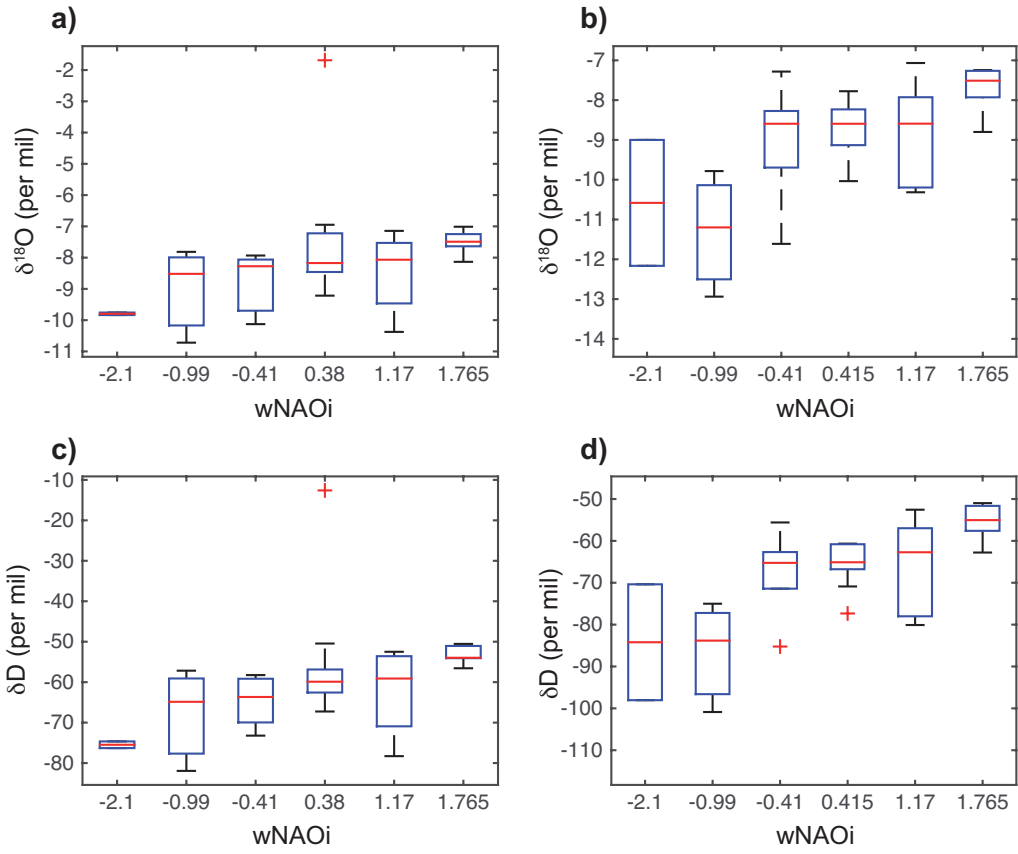 a)
-2
-3
-4
-5
-6
-7
-8
-9
-10
-11
δ¹⁸O (per mil)
-2.1 -0.99 -0.41 0.38 1.17 1.765
wNAOi
b)
-7
-8
-9
-10
-11
-12
-13
-14
δ¹⁸O (per mil)
-2.1 -0.99 -0.41 0.415 1.17 1.765
wNAOi
c)
-10
-20
-30
-40
-50
-60
-70
-80
δD (per mil)
-2.1 -0.99 -0.41 0.38 1.17 1.765
wNAOi
d)
-50
-60
-70
-80
-90
-100
-110
δD (per mil)
-2.1 -0.99 -0.41 0.415 1.17 1.765
wNAOi